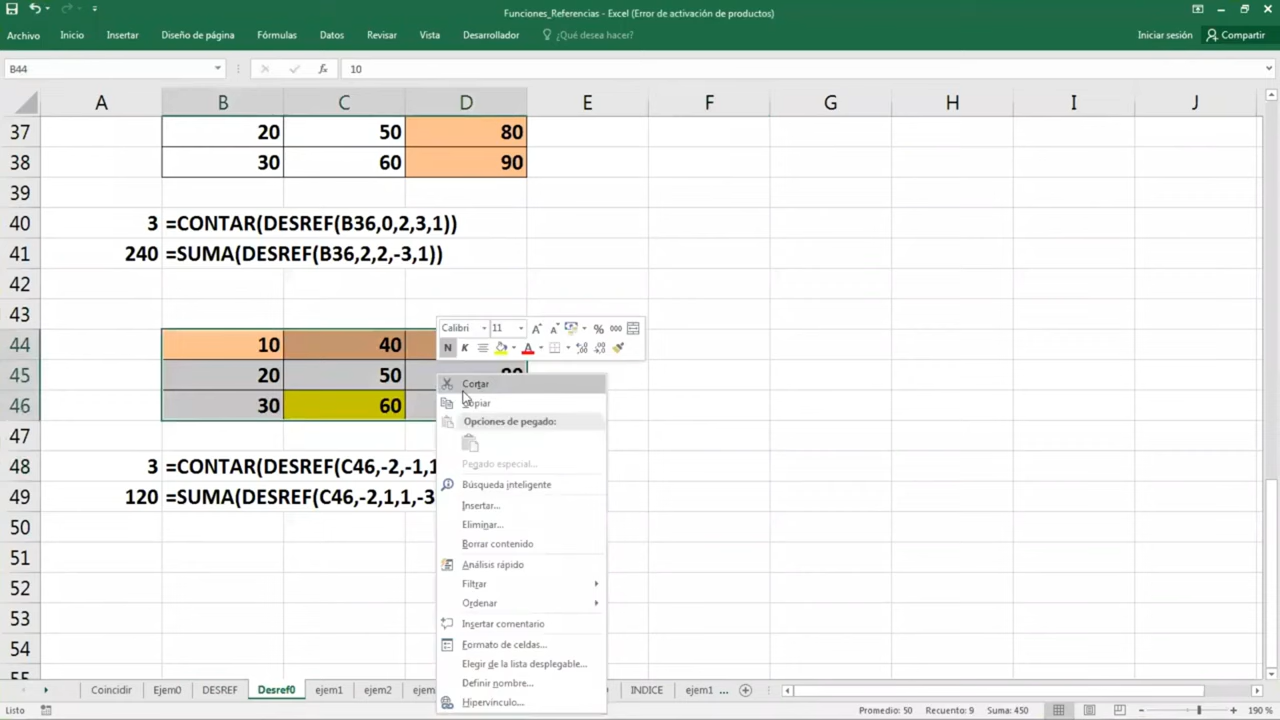 Funciones_Referencias - Excel (Error de activación de productos)
Archivo Inicio Insertar Diseño de página Fórmulas Datos Revisar Vista Desarrollador ¿Qué desea hacer? Iniciar sesión Compartir
B44 fx 10
A B C D E F G H I J
37 20 50 80
38 30 60 90
39
40 3 =CONTAR(DESREF(B36,0,2,3,1))
41 240 =SUMA(DESREF(B36,2,2,-3,1))
42
43
Calibri 11 % 000
N K A
44 10 40
45 20 50
46 30 60
47
48 3 =CONTAR(DESREF(C46,-2,-1,1
49 120 =SUMA(DESREF(C46,-2,1,1,-3
50
51
52
53
54
55
Cortar
Copiar
Opciones de pegado:
Pegado especial...
Búsqueda inteligente
Insertar...
Eliminar...
Borrar contenido
Análisis rápido
Filtrar
Ordenar
Insertar comentario
Formato de celdas...
Elegir de la lista desplegable...
Definir nombre...
Hipervínculo...
Coincidir Ejem0 DESREF Desref0 ejem1 ejem2 ejem INDICE ejem1 ...
Listo Promedio: 50 Recuento: 9 Suma: 450 190 %